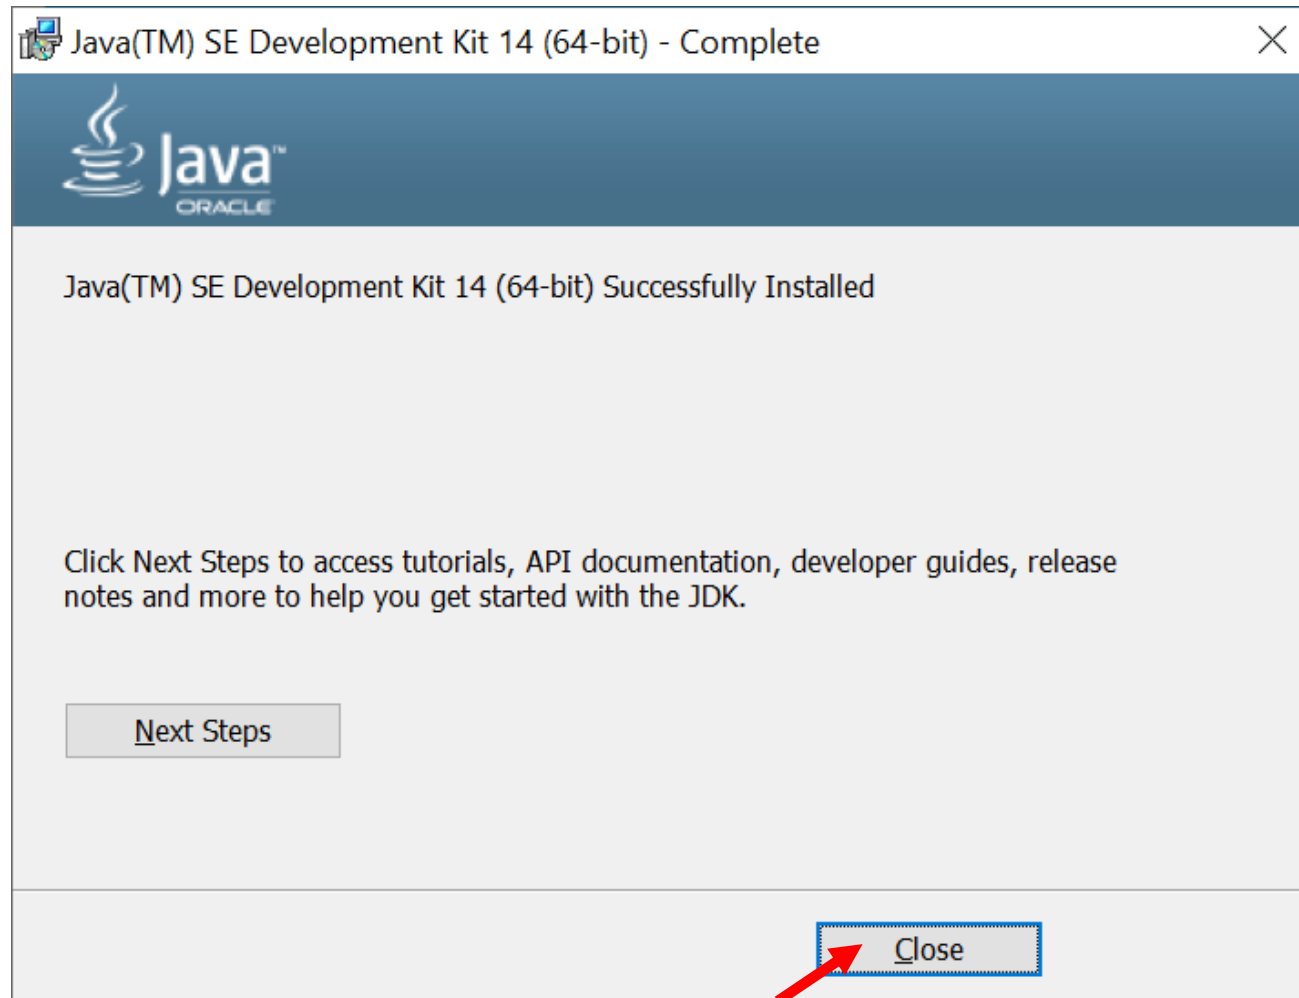 Java(TM) SE Development Kit 14 (64-bit) - Complete
Java™
ORACLE
Java(TM) SE Development Kit 14 (64-bit) Successfully Installed
Click Next Steps to access tutorials, API documentation, developer guides, release
notes and more to help you get started with the JDK.
Next Steps
Close